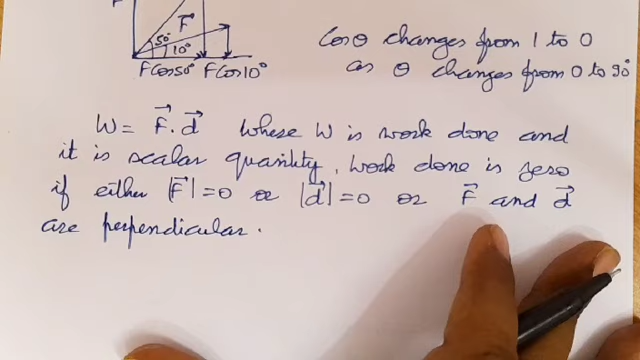 F
F⃗
50°
10°
FCos50° FCos10°
Cosθ changes from 1 to 0
as θ changes from 0 to 90°
W = F⃗ . d⃗ Where W is work done and
it is scalar quantity. Work done is zero
if either |F⃗| = 0 or |d⃗| = 0 or F⃗ and d⃗
are perpendicular.